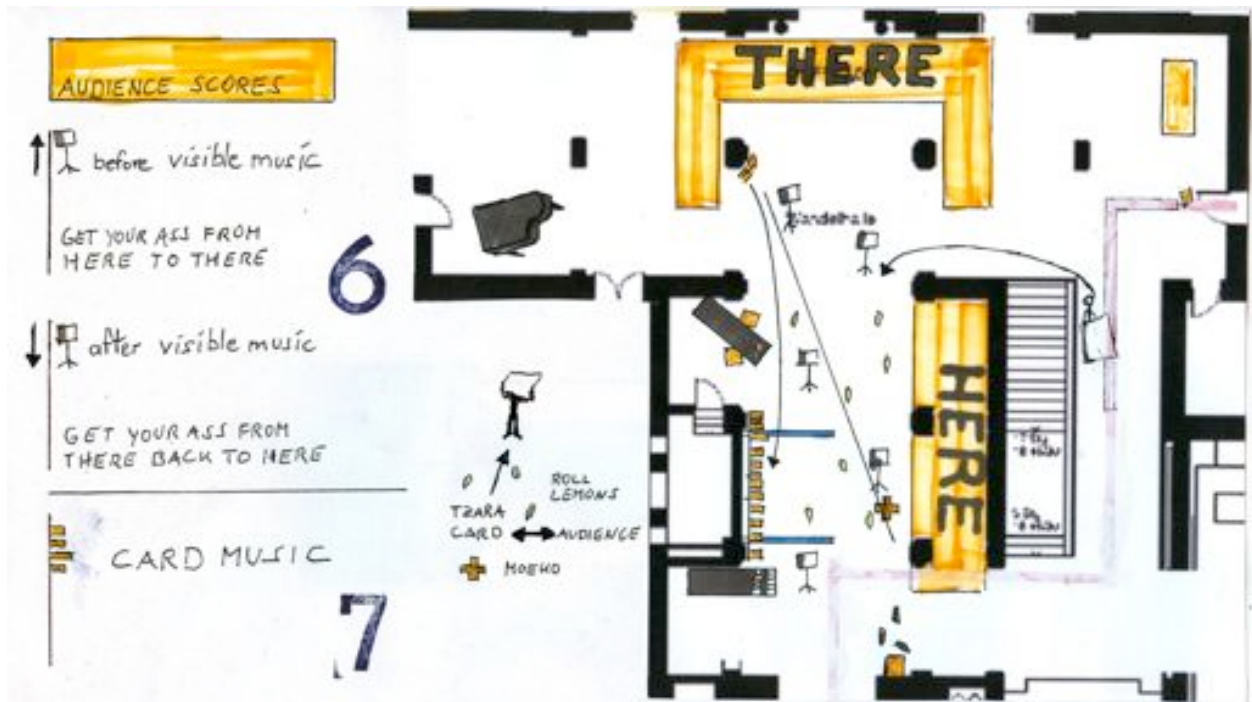 AUDIENCE SCORES
before visible music
GET YOUR ASS FROM
HERE TO THERE
6
after visible music
GET YOUR ASS FROM
THERE BACK TO HERE
CARD MUSIC
7
ROLL
LEMONS
TZARA
CARD
AUDIENCE
MOEHO
THERE
Wandelhalle
HERE